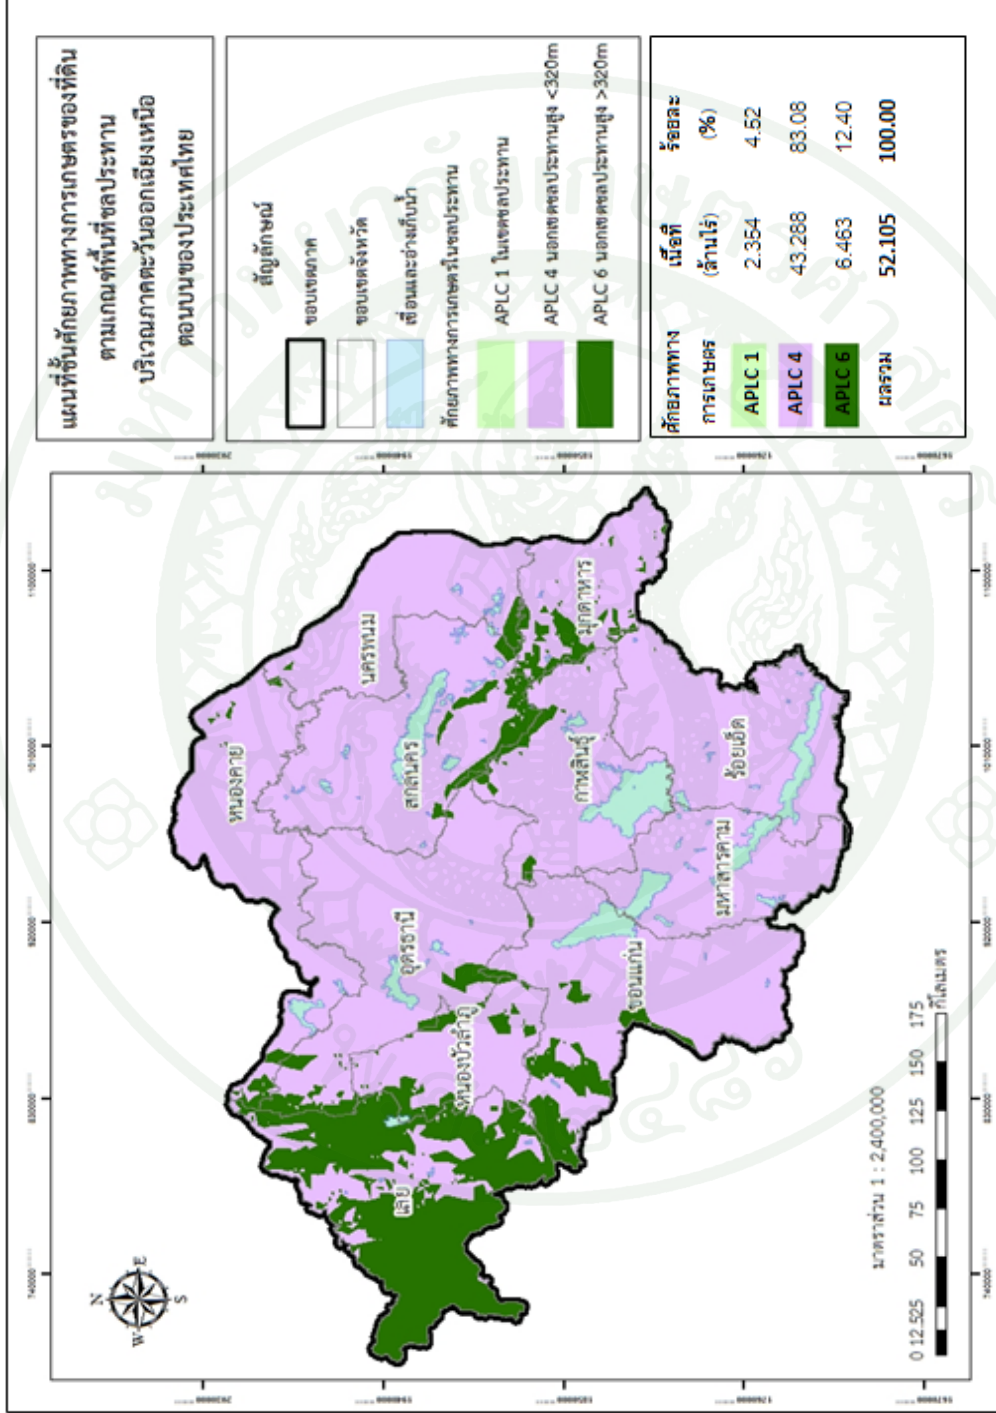 แผนที่ชั้นศักยภาพทางการเกษตรของที่ดิน
ตามเกณฑ์พื้นที่ชลประทาน
บริเวณภาคตะวันออกเฉียงเหนือ
ตอนบนของประเทศไทย
สัญลักษณ์
ขอบเขตภาค
ขอบเขตจังหวัด
เขื่อนและอ่างเก็บน้ำ
ศักยภาพทางการเกษตรในชลประทาน
APLC 1 ในเขตชลประทาน
APLC 4 นอกเขตชลประทานสูง <320m
APLC 6 นอกเขตชลประทานสูง >320m
ศักยภาพทาง เนื้อที่ ร้อยละ
การเกษตร (ล้านไร่) (%)
APLC 1 2.354 4.52
APLC 4 43.288 83.08
APLC 6 6.463 12.40
ผลรวม 52.105 100.00
740000 830000 920000 1010000 1100000
N
W E
S
หนองคาย
นครพนม
เลย
อุดรธานี
สกลนคร
หนองบัวลำภู
มุกดาหาร
กาฬสินธุ์
ขอนแก่น
มหาสารคาม
ร้อยเอ็ด
มาตราส่วน 1 : 2,400,000
0 12.525 50 75 100 125 150 175
กิโลเมตร
740000 830000 920000 1010000 1100000